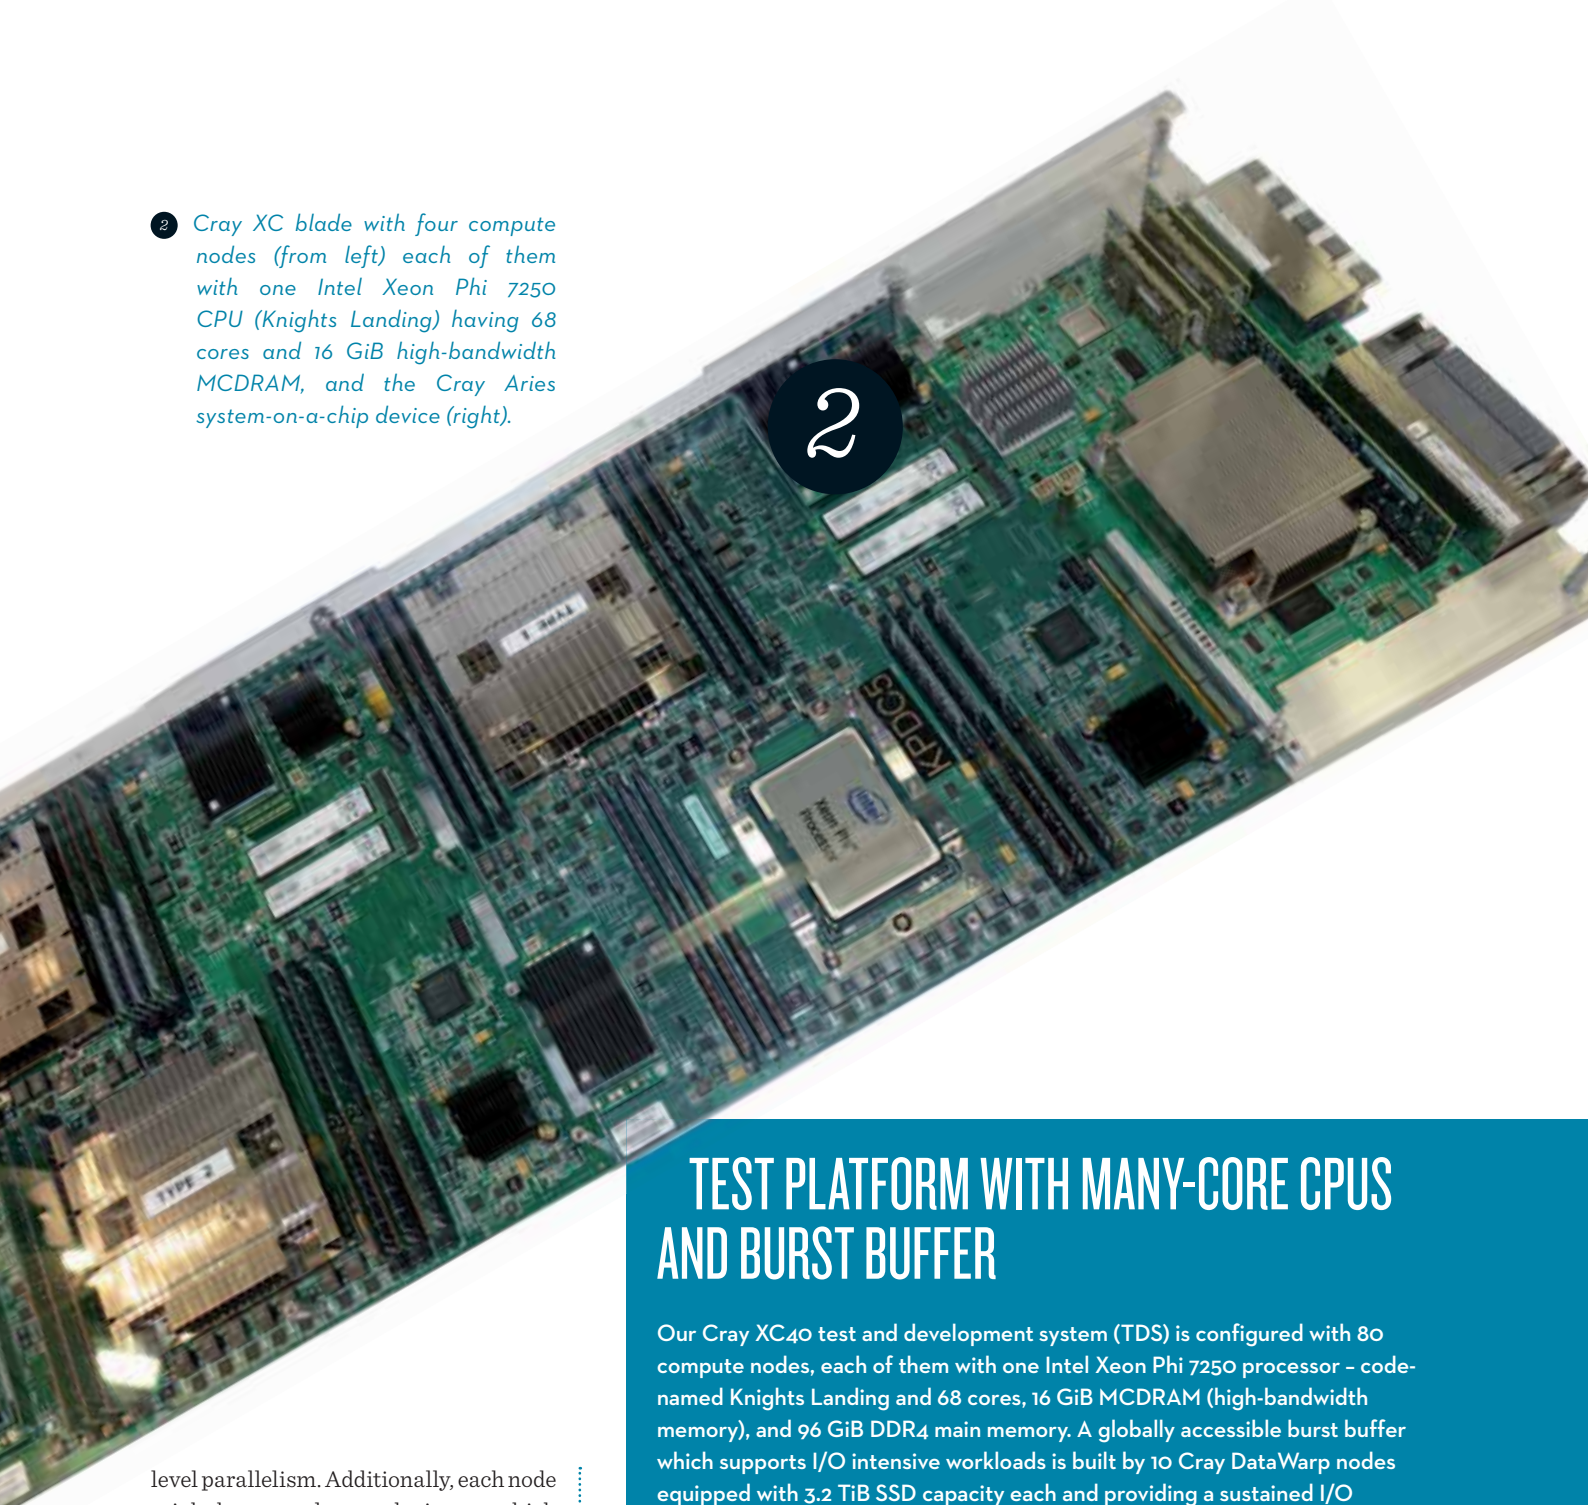 2 Cray XC blade with four compute
nodes (from left) each of them
with one Intel Xeon Phi 7250
CPU (Knights Landing) having 68
cores and 16 GiB high-bandwidth
MCDRAM, and the Cray Aries
system-on-a-chip device (right).
2
TYPE 1
KPDG5
intel
Xeon Phi™
Processor
TYPE 2
TEST PLATFORM WITH MANY-CORE CPUS
AND BURST BUFFER
Our Cray XC40 test and development system (TDS) is configured with 80
compute nodes, each of them with one Intel Xeon Phi 7250 processor – code-
named Knights Landing and 68 cores, 16 GiB MCDRAM (high-bandwidth
memory), and 96 GiB DDR4 main memory. A globally accessible burst buffer
which supports I/O intensive workloads is built by 10 Cray DataWarp nodes
equipped with 3.2 TiB SSD capacity each and providing a sustained I/O
level parallelism. Additionally, each node